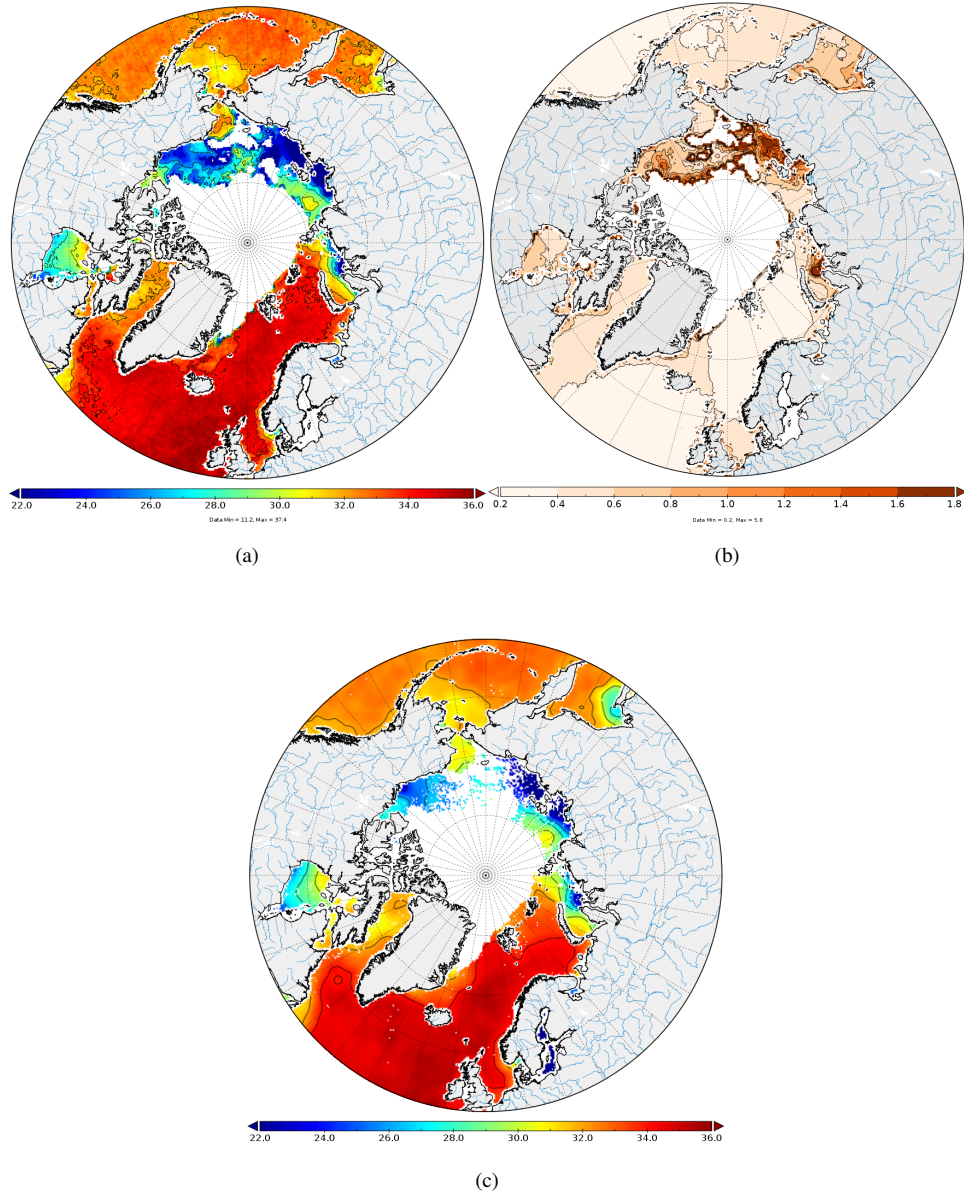 22.0 24.0 26.0 28.0 30.0 32.0 34.0 36.0
Data Min = 11.2, Max = 37.4
(a)
0.2 0.4 0.6 0.8 1.0 1.2 1.4 1.6 1.8
Data Min = 0.2, Max = 5.8
(b)
22.0 24.0 26.0 28.0 30.0 32.0 34.0 36.0
(c)